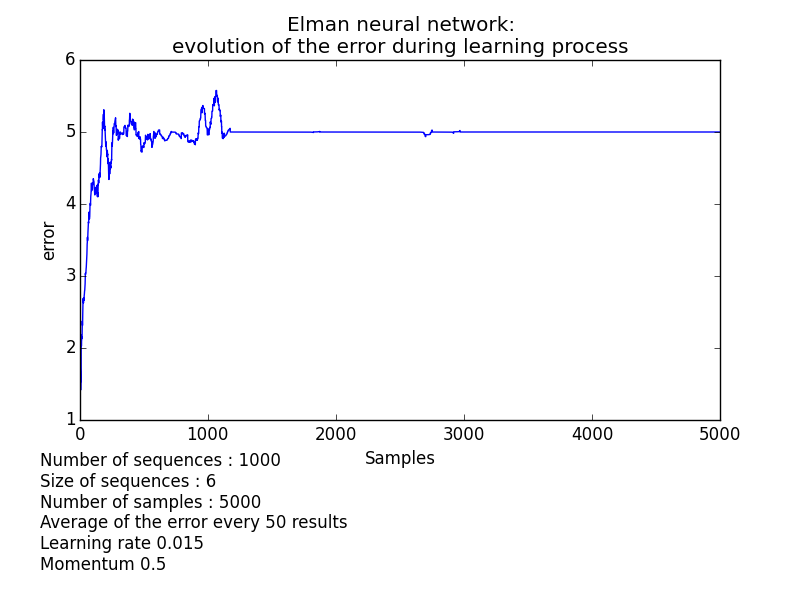 Elman neural network:
evolution of the error during learning process
6
5
4
3
2
1
error
0 1000 2000 3000 4000 5000
Samples
Number of sequences : 1000
Size of sequences : 6
Number of samples : 5000
Average of the error every 50 results
Learning rate 0.015
Momentum 0.5